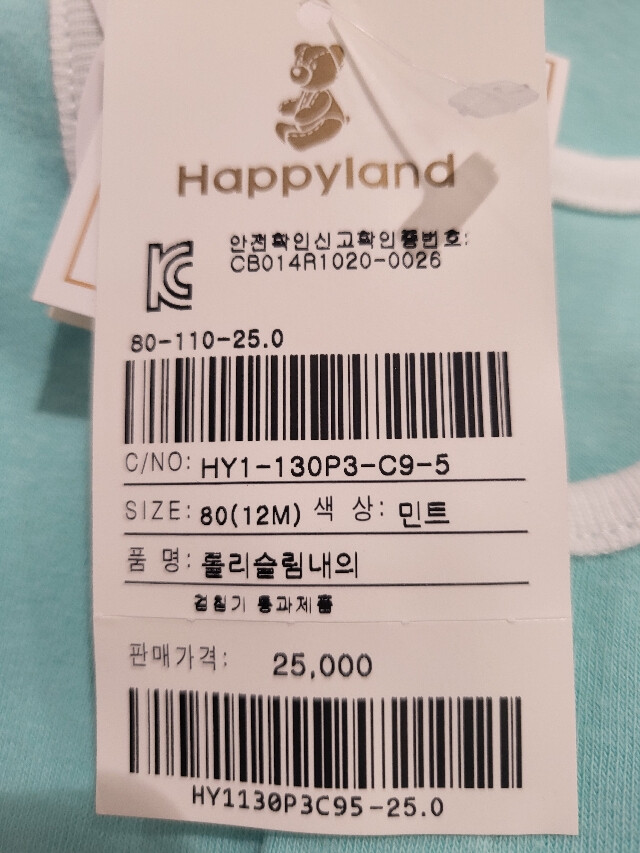 Happyland
안전확인신고확인증번호:
CB014R1020-0026
80-110-25.0
C/NO: HY1-130P3-C9-5
SIZE: 80(12M) 색 상: 민트
품 명: 롤리슬림내의
검침기 통과제품
판매가격: 25,000
HY1130P3C95-25.0